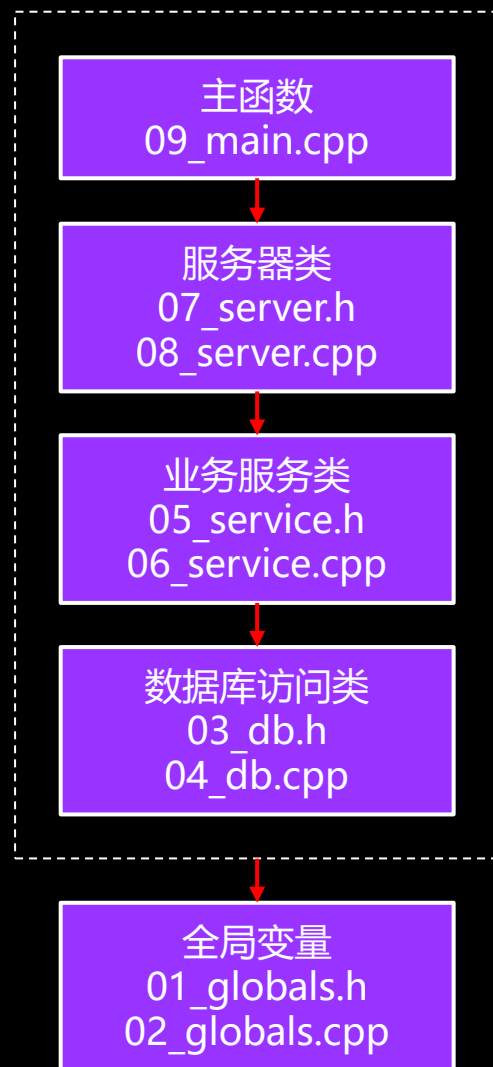 主函数
09_main.cpp
服务器类
07_server.h
08_server.cpp
业务服务类
05_service.h
06_service.cpp
数据库访问类
03_db.h
04_db.cpp
全局变量
01_globals.h
02_globals.cpp